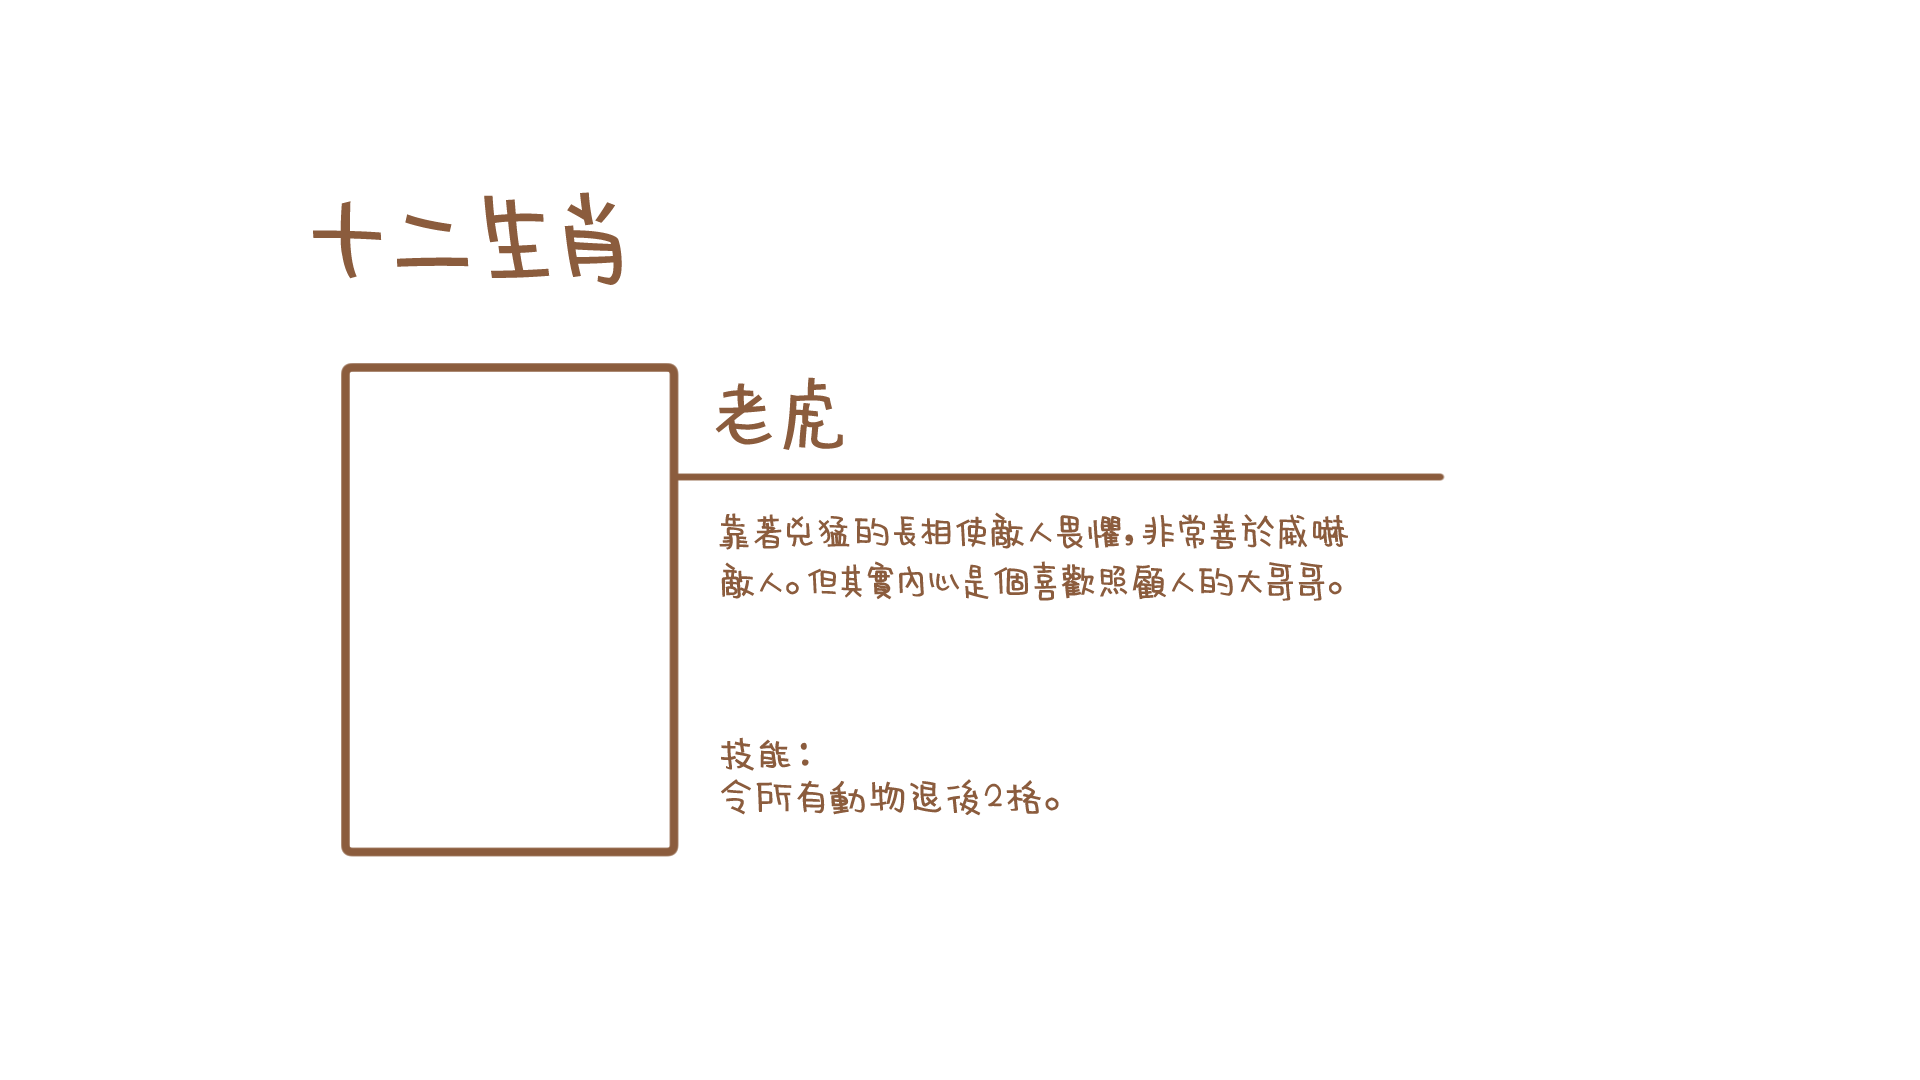 十二生肖
老虎
靠著兇猛的長相使敵人畏懼,非常善於威嚇
敵人。但其實內心是個喜歡照顧人的大哥哥。
技能：
令所有動物退後2格。